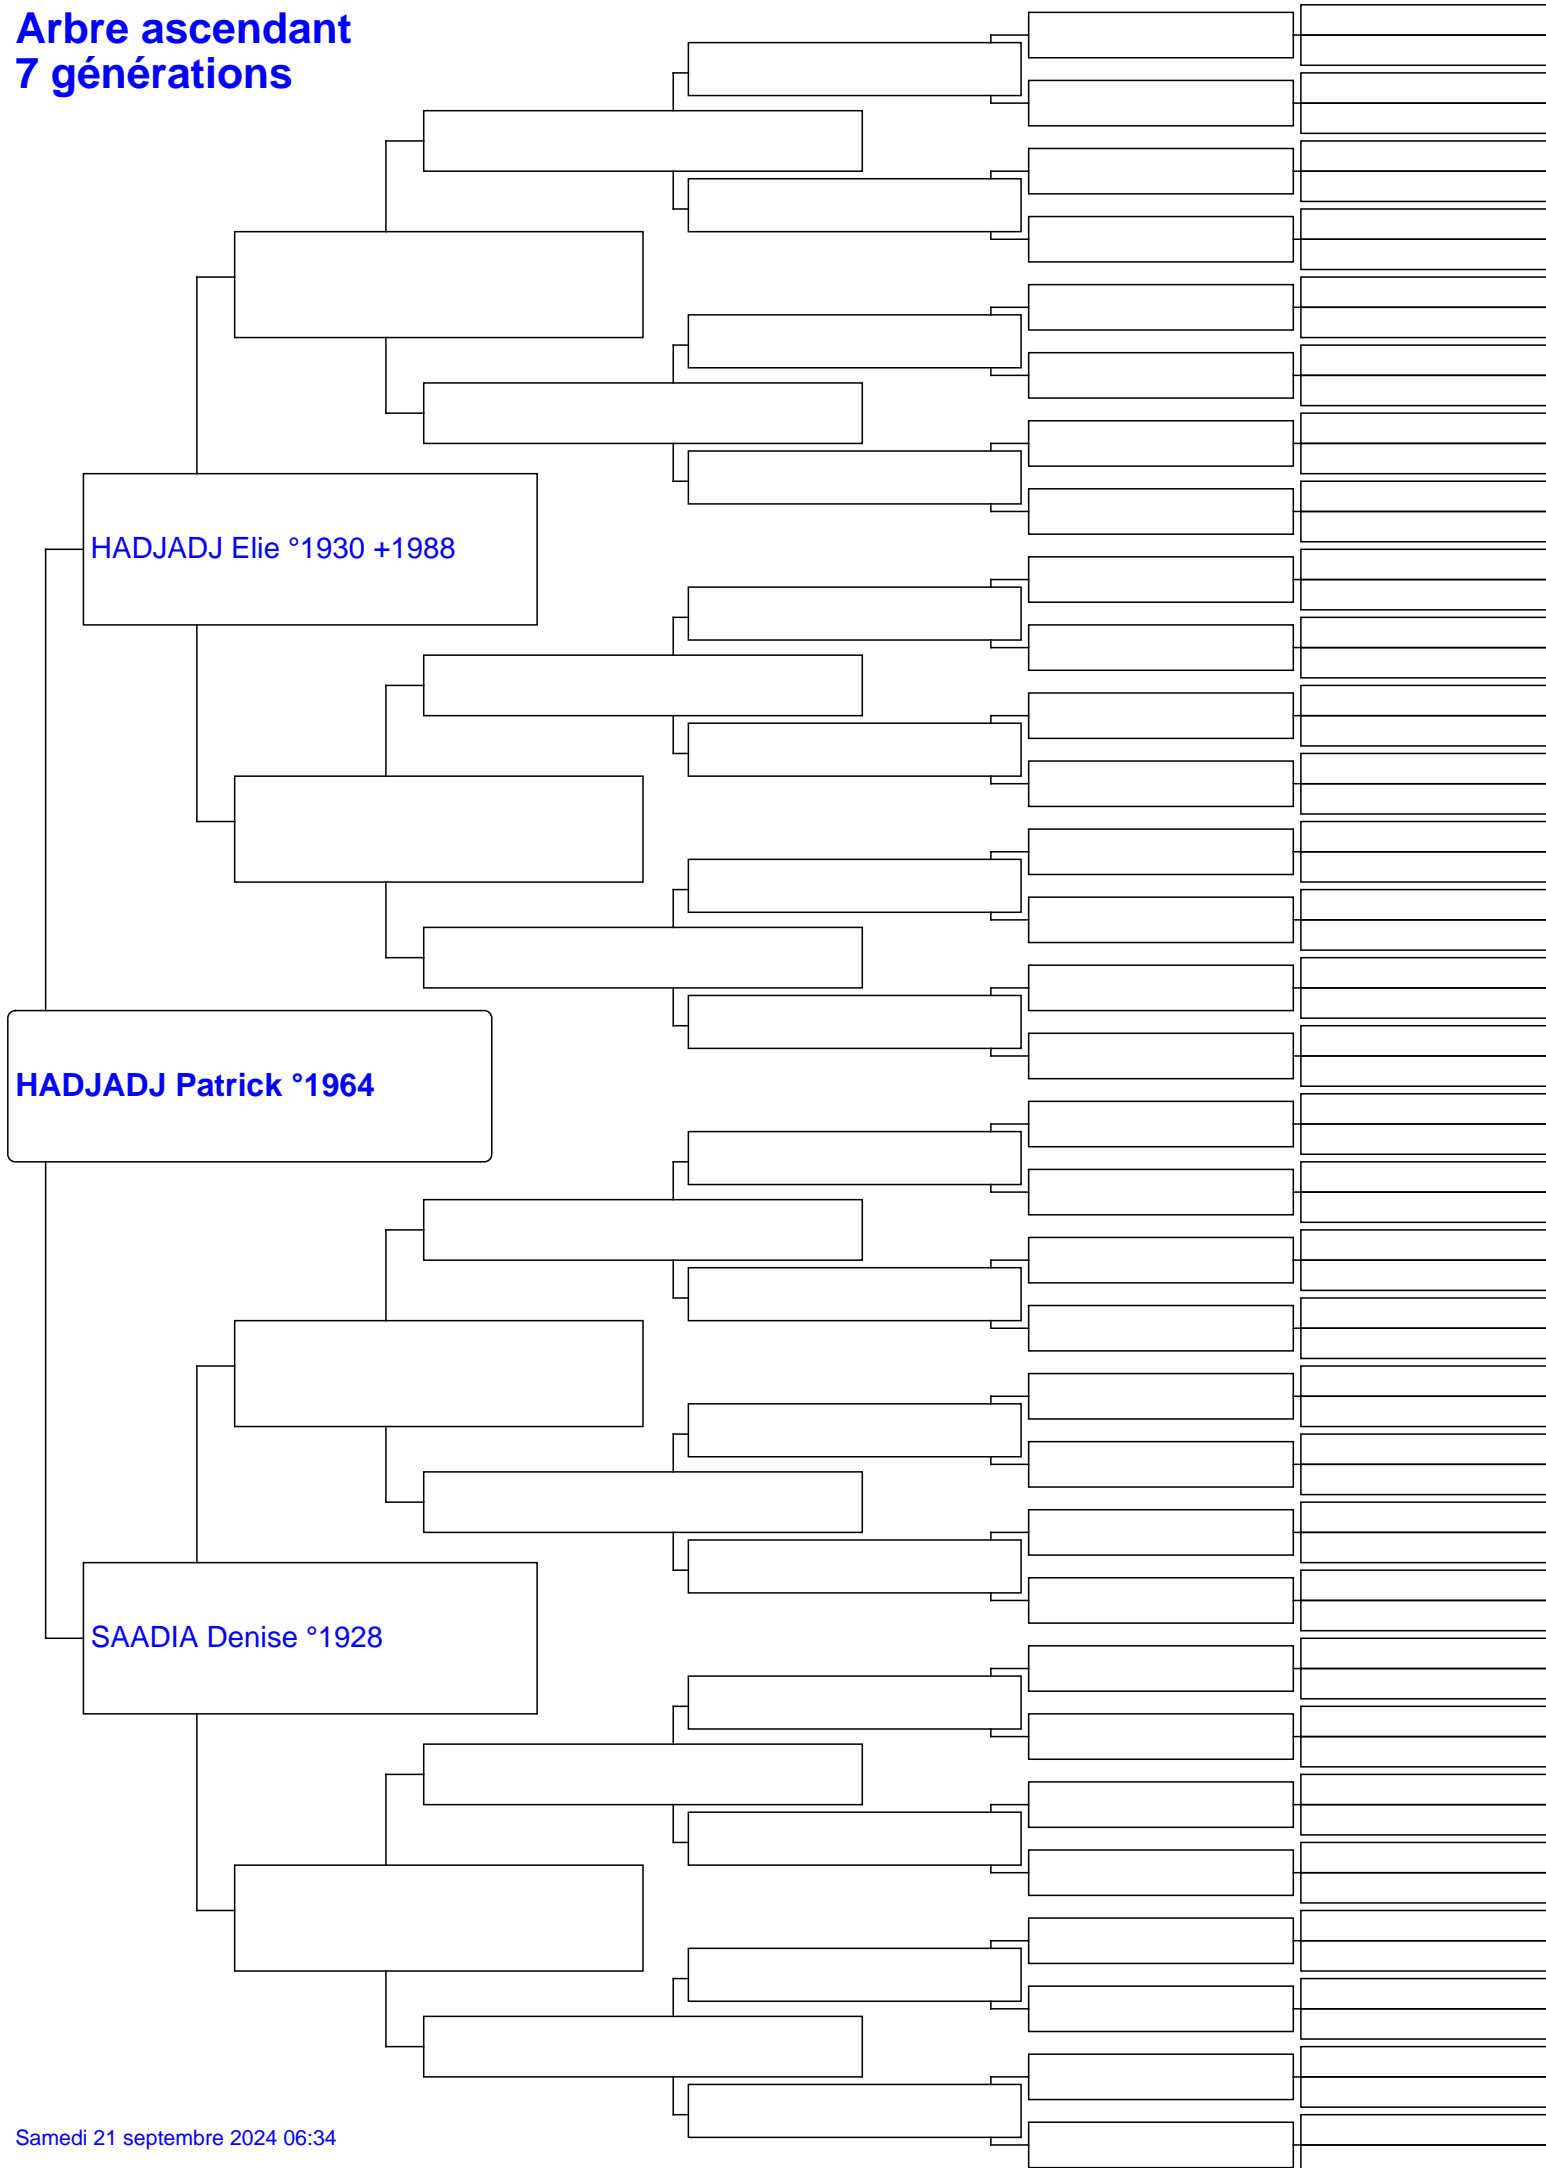 Arbre ascendant
7 générations
HADJADJ Elie °1930 +1988
HADJADJ Patrick °1964
SAADIA Denise °1928
Samedi 21 septembre 2024 06:34